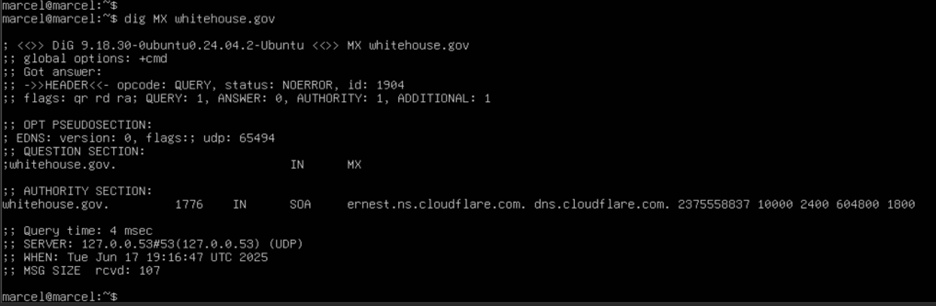 marcel@marcel:~$
marcel@marcel:~$ dig MX whitehouse.gov
; <<>> DiG 9.18.30-0ubuntu0.24.04.2-Ubuntu <<>> MX whitehouse.gov
;; global options: +cmd
;; Got answer:
;; ->>HEADER<<- opcode: QUERY, status: NOERROR, id: 1904
;; flags: qr rd ra; QUERY: 1, ANSWER: 0, AUTHORITY: 1, ADDITIONAL: 1
;; OPT PSEUDOSECTION:
; EDNS: version: 0, flags:; udp: 65494
;; QUESTION SECTION:
;whitehouse.gov. IN MX
;; AUTHORITY SECTION:
whitehouse.gov. 1776 IN SOA ernest.ns.cloudflare.com. dns.cloudflare.com. 2375558837 10000 2400 604800 1800
;; Query time: 4 msec
;; SERVER: 127.0.0.53#53(127.0.0.53) (UDP)
;; WHEN: Tue Jun 17 19:16:47 UTC 2025
;; MSG SIZE rcvd: 107
marcel@marcel:~$